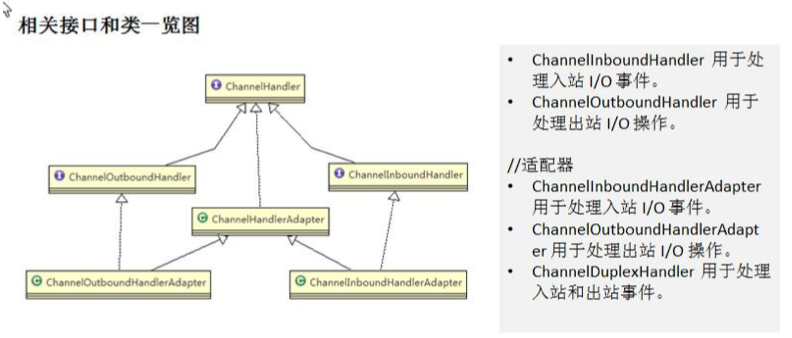 相关接口和类一览图
I ChannelHandler
I ChannelOutboundHandler
I ChannelInboundHandler
C ChannelHandlerAdapter
C ChannelOutboundHandlerAdapter
C ChannelInboundHandlerAdapter
• ChannelInboundHandler 用于处
理入站 I/O 事件。
• ChannelOutboundHandler 用于
处理出站 I/O 操作。
//适配器
• ChannelInboundHandlerAdapter
用于处理入站 I/O 事件。
• ChannelOutboundHandlerAdapt
er 用于处理出站 I/O 操作。
• ChannelDuplexHandler 用于处理
入站和出站事件。